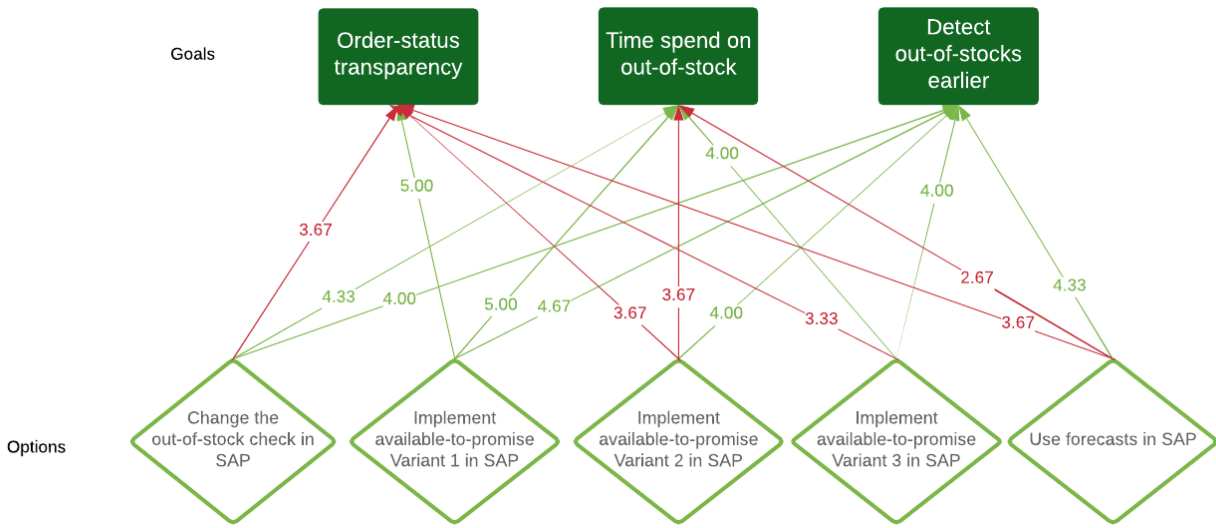 Goals
Order-status
transparency
Time spend on
out-of-stock
Detect
out-of-stocks
earlier
4.00
5.00
4.00
3.67
2.67
4.33
4.33
4.00
5.00
4.67
3.67
3.67
4.00
3.33
3.67
Options
Change the
out-of-stock check in
SAP
Implement
available-to-promise
Variant 1 in SAP
Implement
available-to-promise
Variant 2 in SAP
Implement
available-to-promise
Variant 3 in SAP
Use forecasts in SAP